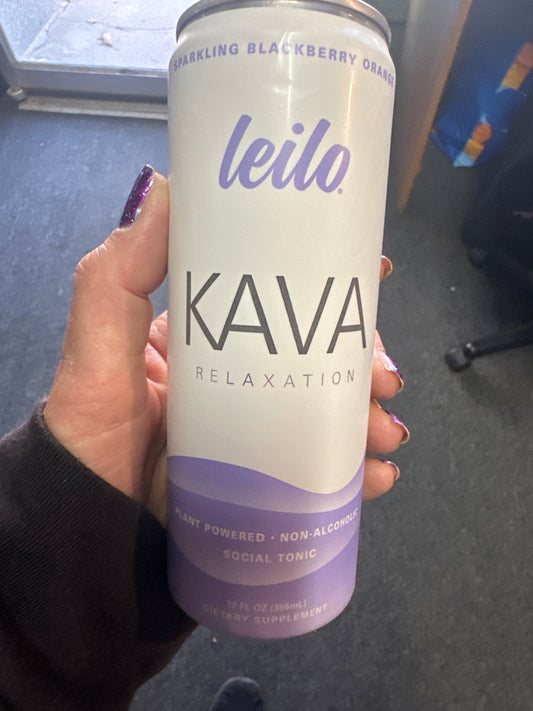 SPARKLING BLACKBERRY ORANGE
leilo®
KAVA
RELAXATION
PLANT POWERED • NON-ALCOHOLIC
SOCIAL TONIC
12 FL OZ (355mL)
DIETARY SUPPLEMENT